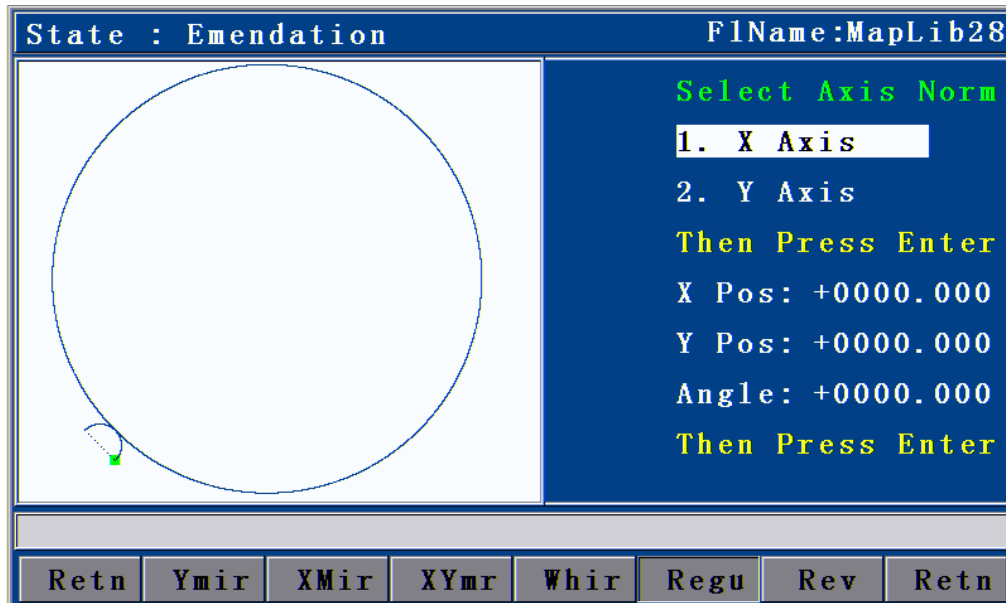 State : Emendation
FlName:MapLib28
Select Axis Norm
1. X Axis
2. Y Axis
Then Press Enter
X Pos: +0000.000
Y Pos: +0000.000
Angle: +0000.000
Then Press Enter
Retn Ymir XMir XYmr Whir Regu Rev Retn